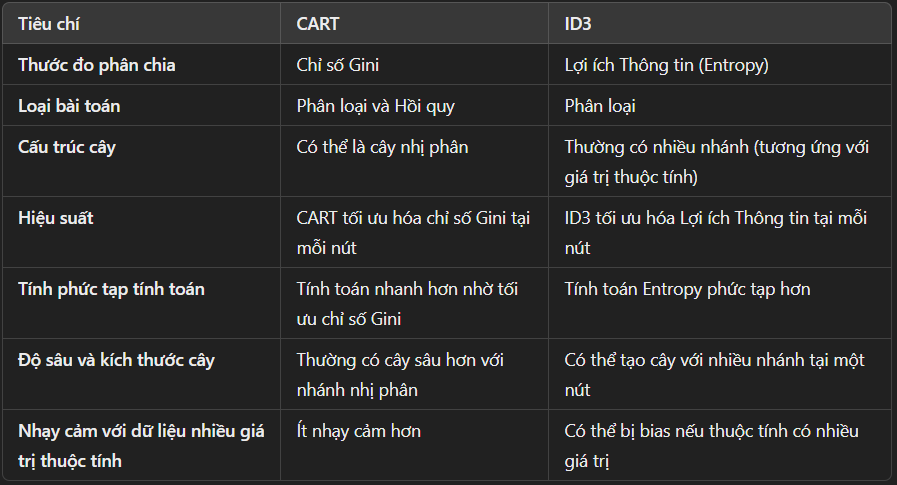 Tiêu chí CART ID3
Thước đo phân chia Chỉ số Gini Lợi ích Thông tin (Entropy)
Loại bài toán Phân loại và Hồi quy Phân loại
Cấu trúc cây Có thể là cây nhị phân Thường có nhiều nhánh (tương ứng với
giá trị thuộc tính)
Hiệu suất CART tối ưu hóa chỉ số Gini tại ID3 tối ưu hóa Lợi ích Thông tin tại mỗi
mỗi nút nút
Tính phức tạp tính toán Tính toán nhanh hơn nhờ tối Tính toán Entropy phức tạp hơn
ưu chỉ số Gini
Độ sâu và kích thước cây Thường có cây sâu hơn với Có thể tạo cây với nhiều nhánh tại một
nhánh nhị phân nút
Nhạy cảm với dữ liệu nhiều giá Ít nhạy cảm hơn Có thể bị bias nếu thuộc tính có nhiều
trị thuộc tính giá trị